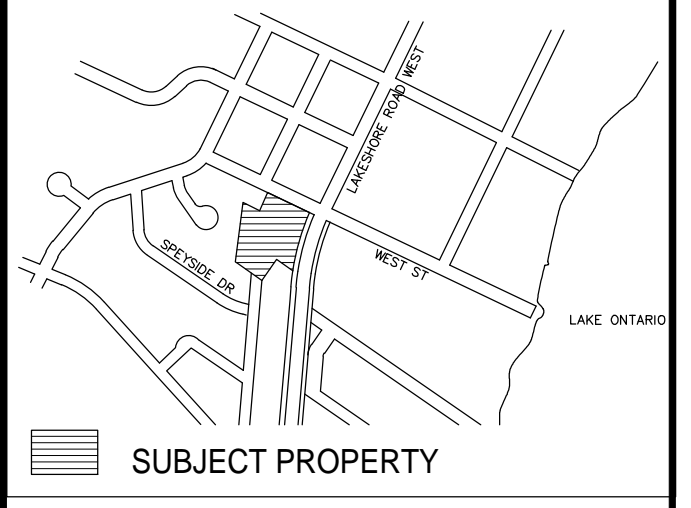 LAKESHORE ROAD WEST
SPEYSIDE DR
WEST ST
LAKE ONTARIO
SUBJECT PROPERTY